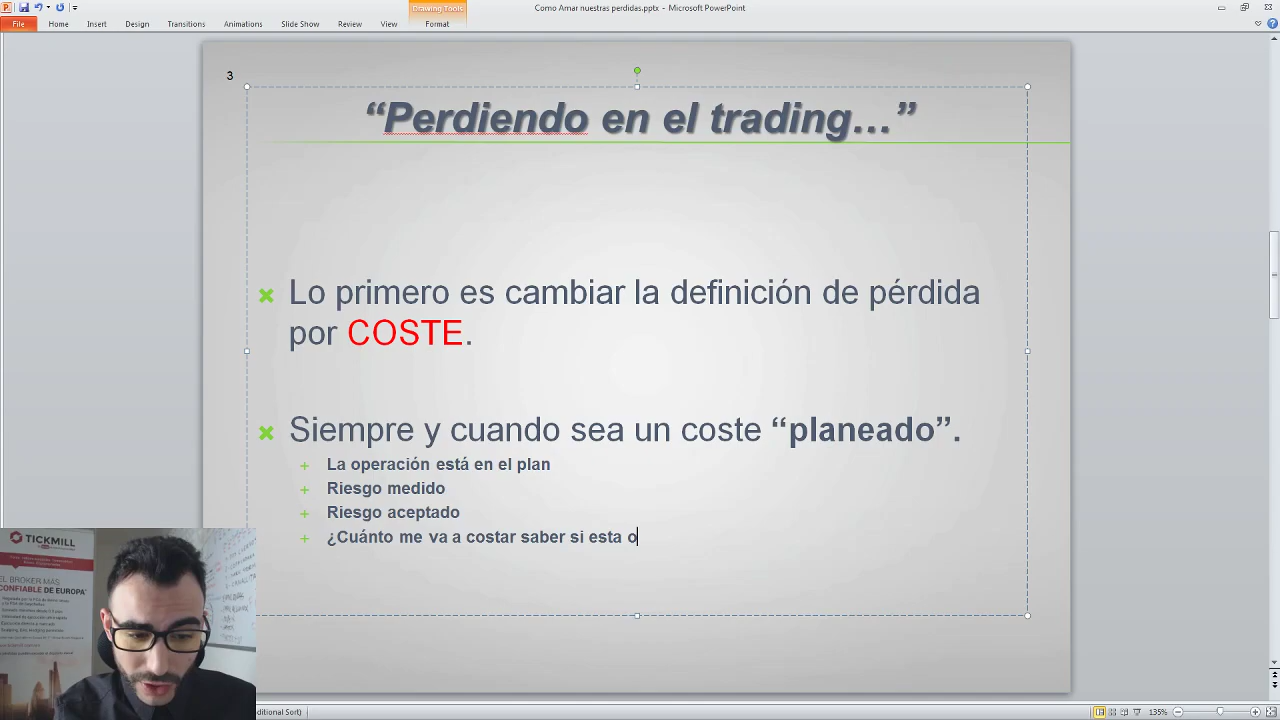 Drawing Tools
Como Amar nuestras perdidas.pptx - Microsoft PowerPoint
File Home Insert Design Transitions Animations Slide Show Review View Format
3
“Perdiendo en el trading…”
Lo primero es cambiar la definición de pérdida
por COSTE.
Siempre y cuando sea un coste “planeado”.
La operación está en el plan
Riesgo medido
Riesgo aceptado
¿Cuánto me va a costar saber si esta o
TICKMILL
EL BROKER MÁS
CONFIABLE DE EUROPA
ditional Sort)
135%